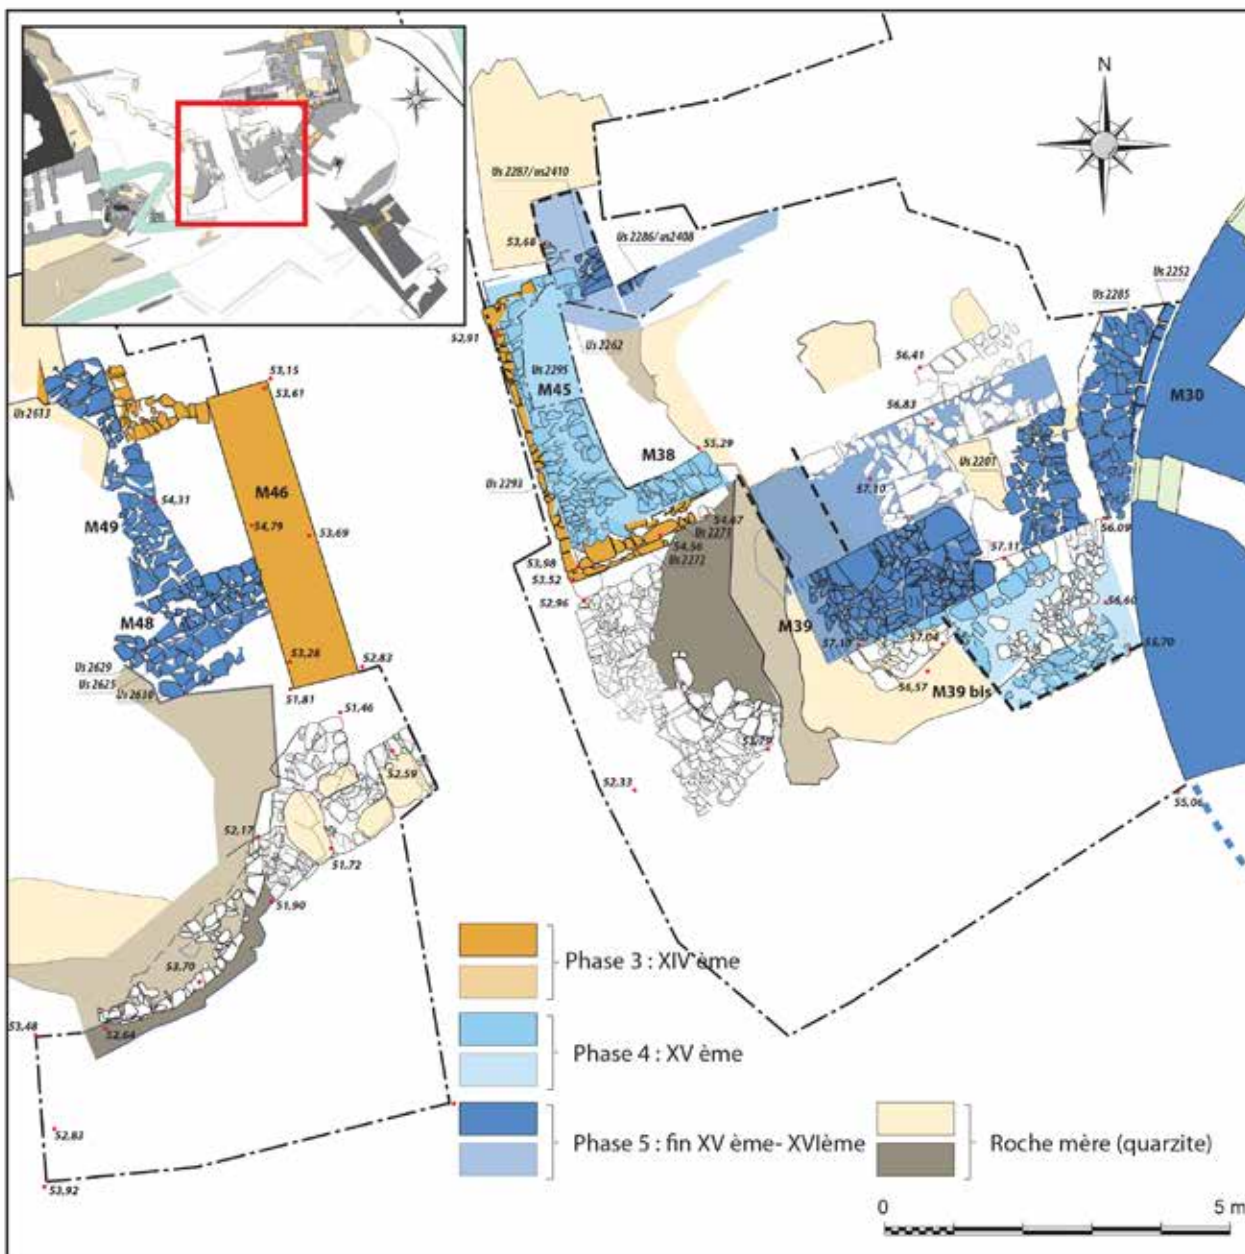 N
Us 2287/us2410
53,68
Us 2286/us2408
Us 2252
Us 2285
52,91
Us 2262
56,41
53,15
Us 2295
M45
53,61
M30
Us 2613
56,83
M38
55,29
Us 2201
54,31
M46
Us 2293
57,10
M49
54,79
53,69
54,67
Us 2271
56,09
54,56
Us 2272
57,11
53,98
53,52
52,96
56,60
M48
M39
57,04
53,28
52,83
55,70
Us 2629
Us 2625
Us 2630
56,57
M39 bis
51,81
51,46
52,59
52,33
55,06
52,17
51,72
51,90
53,70
Phase 3 : XIV ème
53,48
52,64
Phase 4 : XV ème
52,83
Phase 5 : fin XV ème- XVIème
Roche mère (quarzite)
53,92
0 5 m